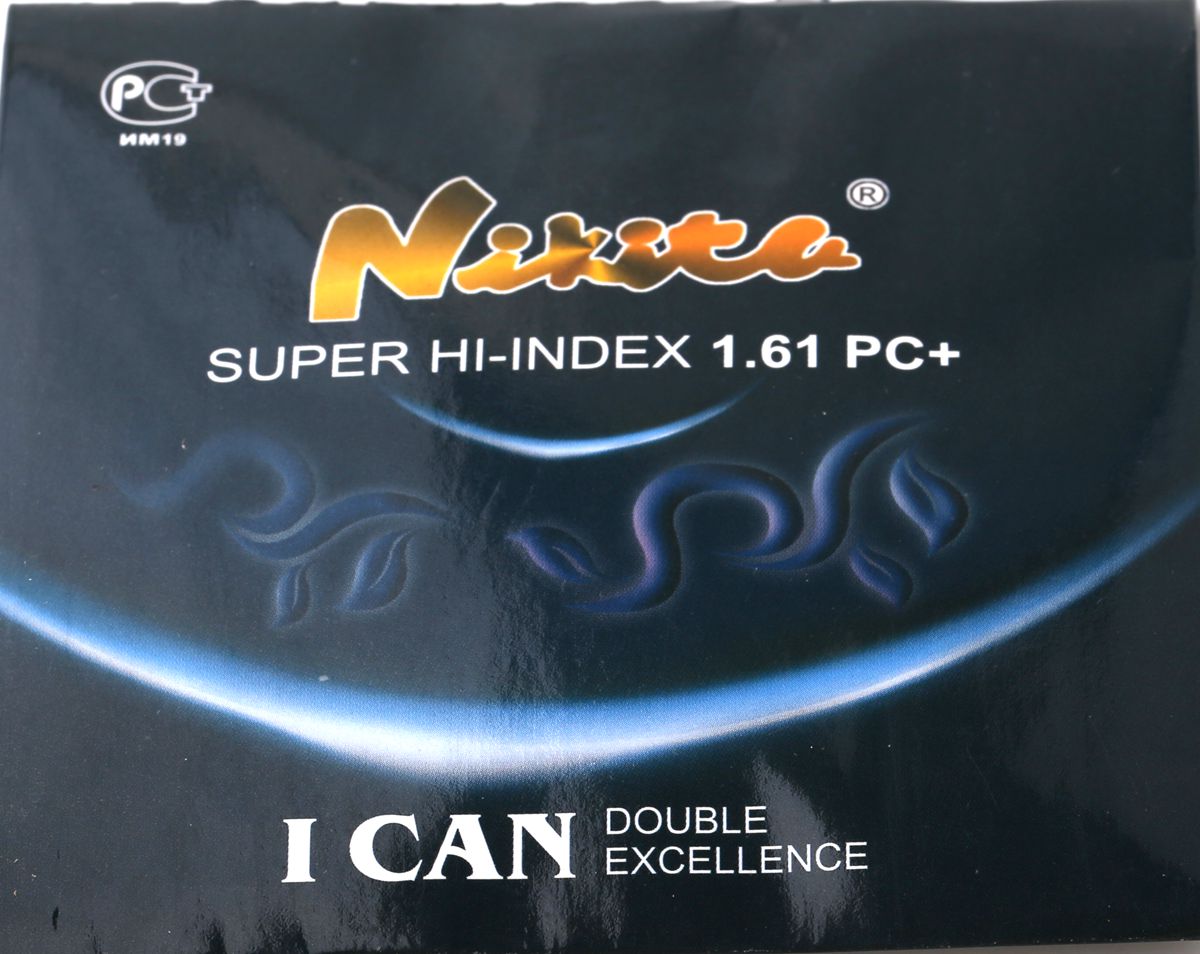 РСТ
ИМ19
Nikita ®
SUPER HI-INDEX 1.61 PC+
I CAN DOUBLE
EXCELLENCE